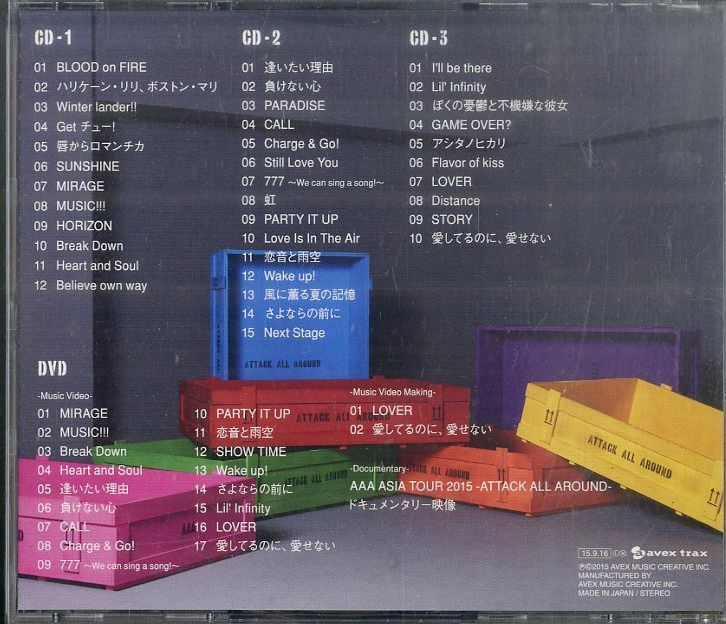 CD-1
01 BLOOD on FIRE
02 ハリケーン・リリ、ボストン・マリ
03 Winter lander!!
04 Get チュー!
05 唇からロマンチカ
06 SUNSHINE
07 MIRAGE
08 MUSIC!!!
09 HORIZON
10 Break Down
11 Heart and Soul
12 Believe own way
CD-2
01 逢いたい理由
02 負けない心
03 PARADISE
04 CALL
05 Charge & Go!
06 Still Love You
07 777 ~We can sing a song!~
08 虹
09 PARTY IT UP
10 Love Is In The Air
11 恋音と雨空
12 Wake up!
13 風に薫る夏の記憶
14 さよならの前に
15 Next Stage
CD-3
01 I'll be there
02 Lil' Infinity
03 ぼくの憂鬱と不機嫌な彼女
04 GAME OVER?
05 アシタノヒカリ
06 Flavor of kiss
07 LOVER
08 Distance
09 STORY
10 愛してるのに、愛せない
DVD
-Music Video-
01 MIRAGE
02 MUSIC!!!
03 Break Down
04 Heart and Soul
05 逢いたい理由
06 負けない心
07 CALL
08 Charge & Go!
09 777 ~We can sing a song!~
10 PARTY IT UP
11 恋音と雨空
12 SHOW TIME
13 Wake up!
14 さよならの前に
15 Lil' Infinity
16 LOVER
17 愛してるのに、愛せない
-Music Video Making-
01 LOVER
02 愛してるのに、愛せない
-Documentary-
AAA ASIA TOUR 2015 -ATTACK ALL AROUND-
ドキュメンタリー映像
ATTACK ALL AROUND
ATTACK ALL AROUND
ATTACK ALL AROUND
ATTACK ALL AROUND
15.9.16
avex trax
℗©2015 AVEX MUSIC CREATIVE INC.
MANUFACTURED BY
AVEX MUSIC CREATIVE INC.
MADE IN JAPAN / STEREO